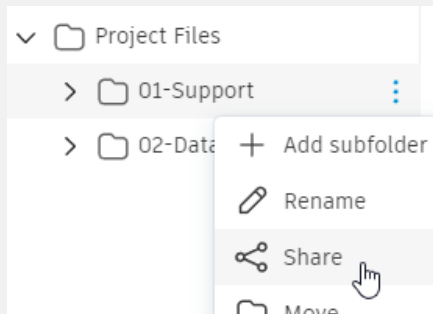 Project Files
01-Support
02-Data
Add subfolder
Rename
Share
Move